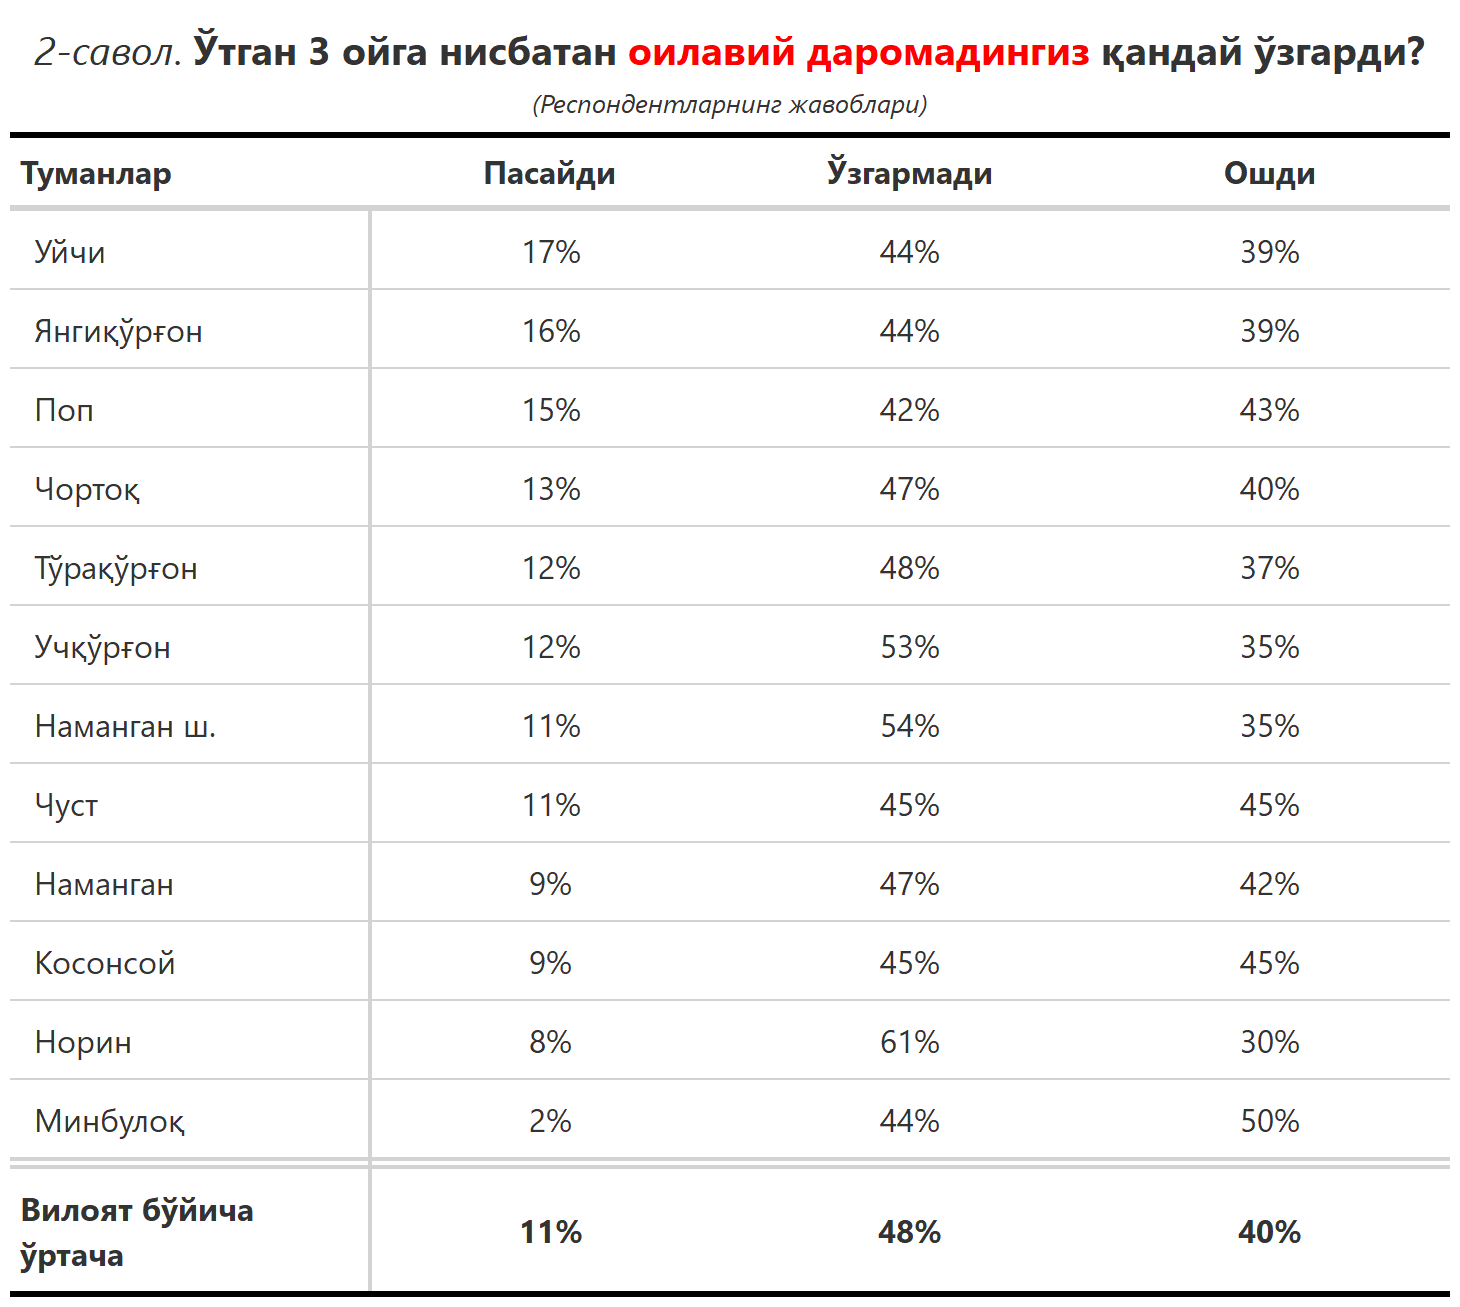 2-савол. Ўтган 3 ойга нисбатан оилавий даромадингиз қандай ўзгарди?
(Респондентларнинг жавоблари)
Туманлар Пасайди Ўзгармади Ошди
Уйчи 17% 44% 39%
Янгиқўрғон 16% 44% 39%
Поп 15% 42% 43%
Чортоқ 13% 47% 40%
Тўрақўрғон 12% 48% 37%
Учқўрғон 12% 53% 35%
Наманган ш. 11% 54% 35%
Чуст 11% 45% 45%
Наманган 9% 47% 42%
Косонсой 9% 45% 45%
Норин 8% 61% 30%
Минбулоқ 2% 44% 50%
Вилоят бўйича
ўртача 11% 48% 40%